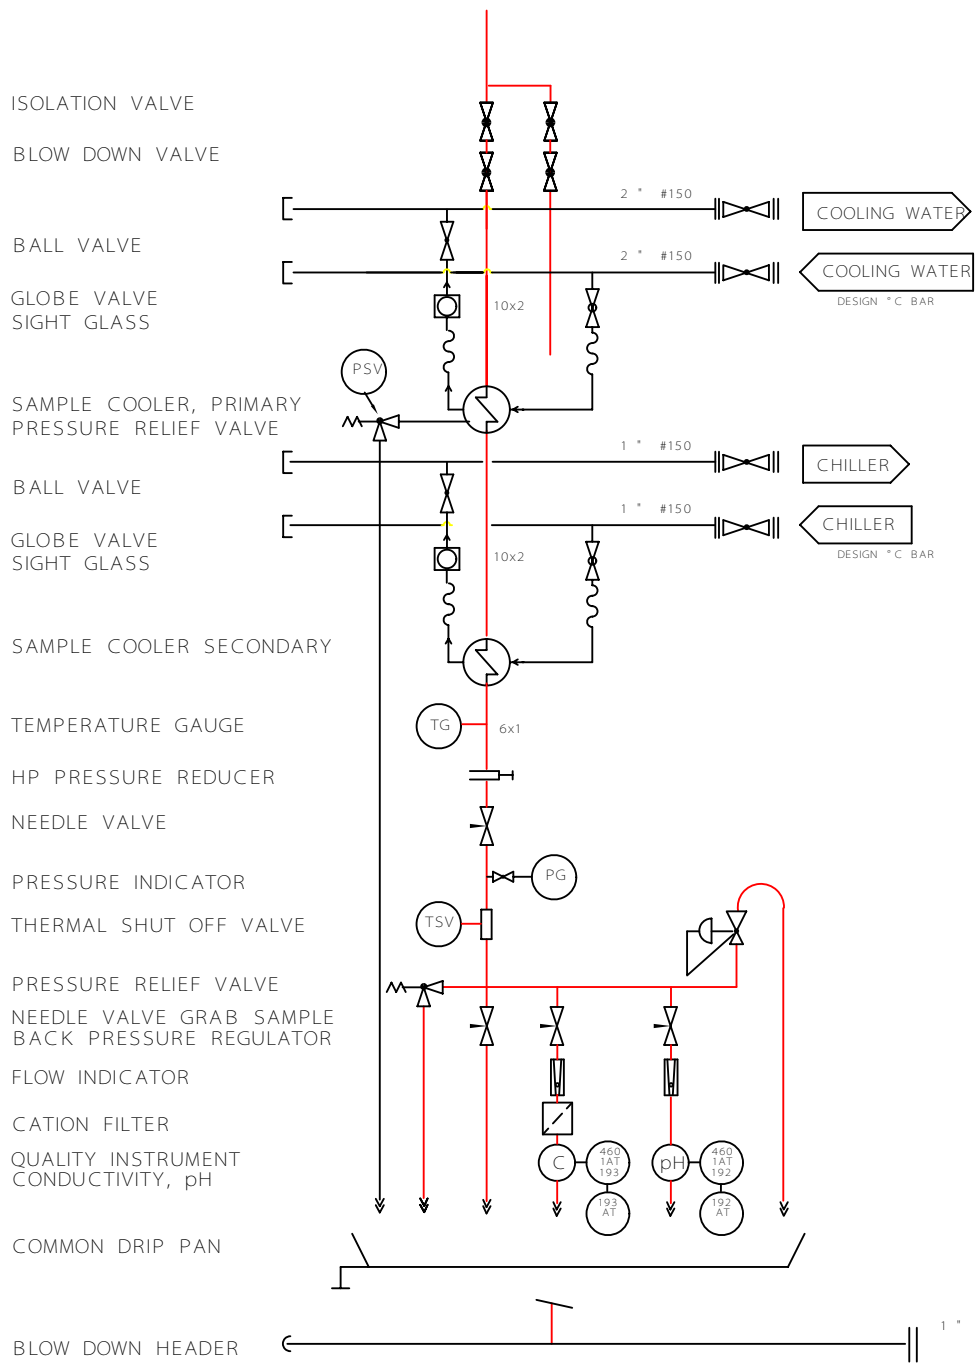 ISOLATION VALVE
BLOW DOWN VALVE
2 " #150
COOLING WATER
BALL VALVE
2 " #150
COOLING WATER
GLOBE VALVE
10x2
DESIGN °C BAR
SIGHT GLASS
PSV
SAMPLE COOLER, PRIMARY
PRESSURE RELIEF VALVE
1 " #150
CHILLER
BALL VALVE
1 " #150
CHILLER
GLOBE VALVE
10x2
DESIGN °C BAR
SIGHT GLASS
SAMPLE COOLER SECONDARY
TEMPERATURE GAUGE
TG
6x1
HP PRESSURE REDUCER
NEEDLE VALVE
PRESSURE INDICATOR
PG
THERMAL SHUT OFF VALVE
TSV
PRESSURE RELIEF VALVE
NEEDLE VALVE GRAB SAMPLE
BACK PRESSURE REGULATOR
FLOW INDICATOR
CATION FILTER
QUALITY INSTRUMENT
CONDUCTIVITY, pH
C
460
1AT
193
pH
460
1AT
192
193
AT
192
AT
COMMON DRIP PAN
1 "
BLOW DOWN HEADER